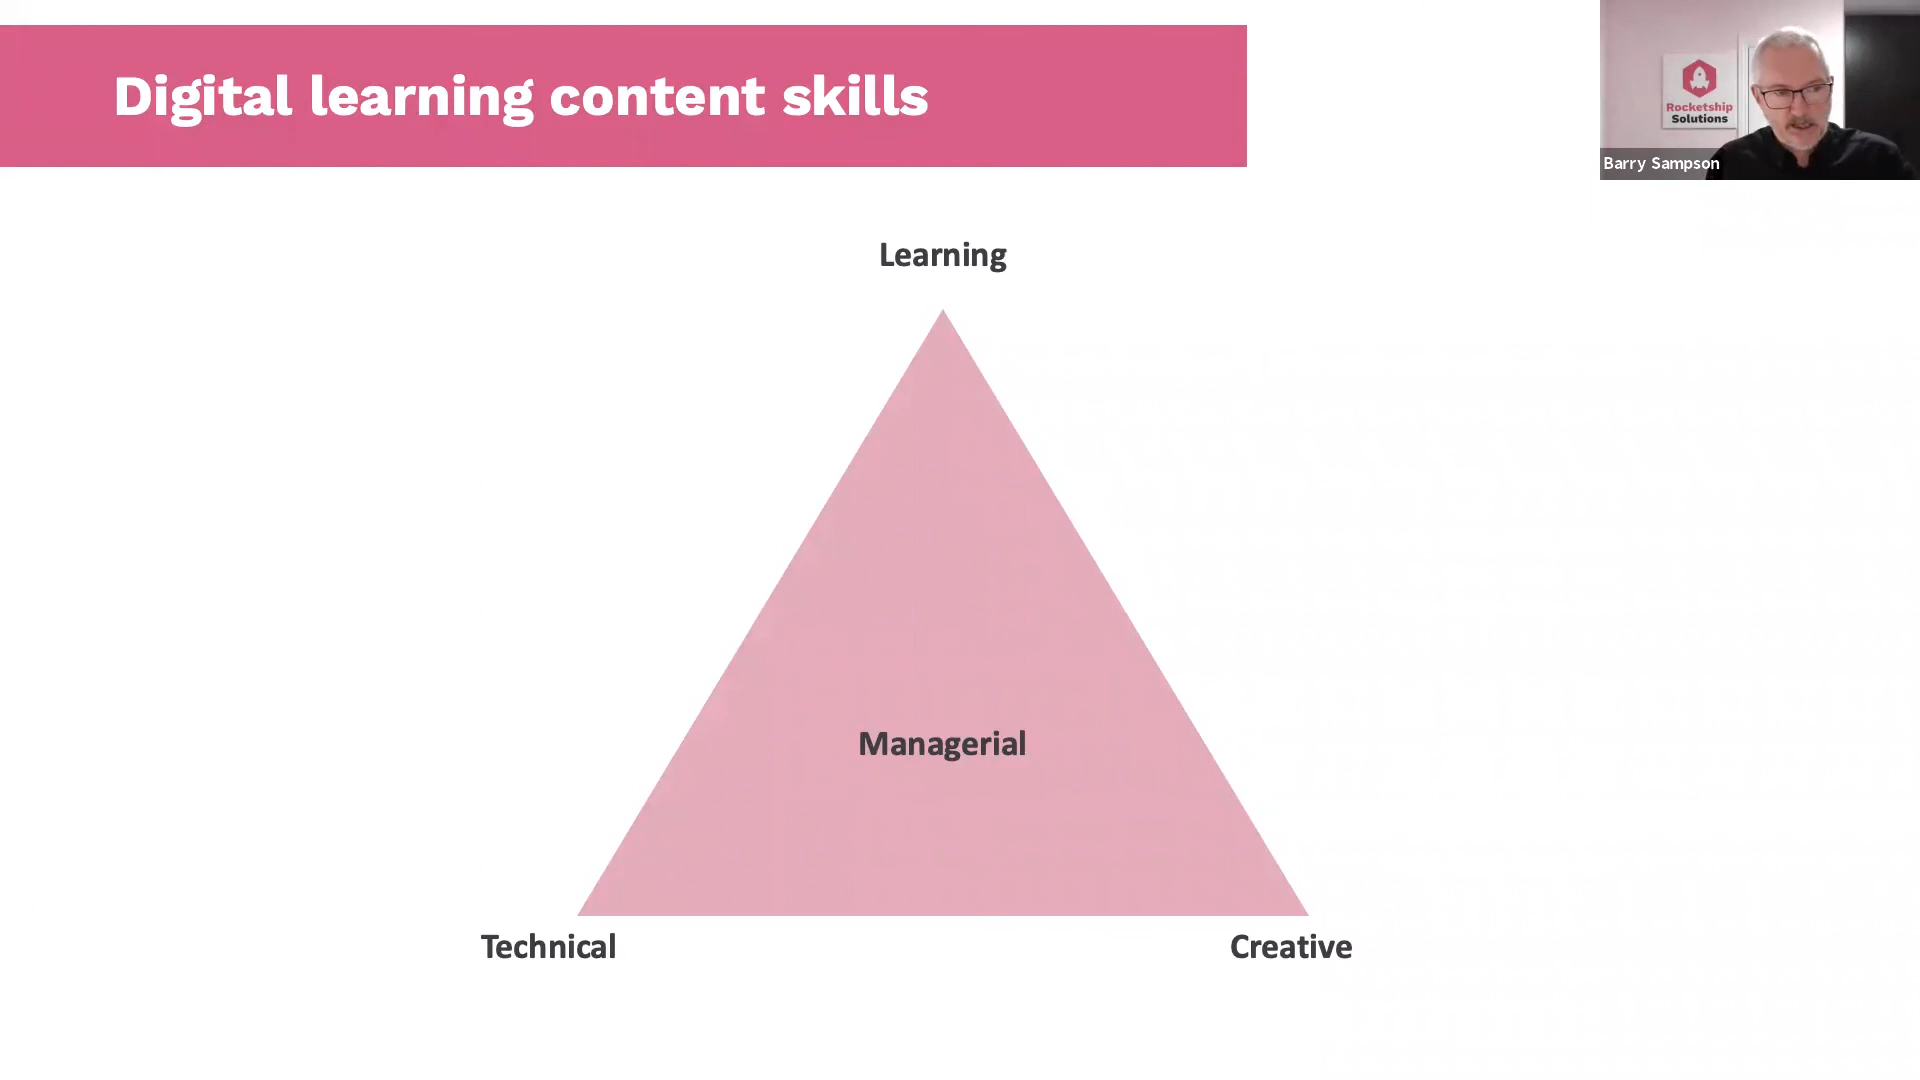 Digital learning content skills
Rocketship
Solutions
Barry Sampson
Learning
Managerial
Technical
Creative